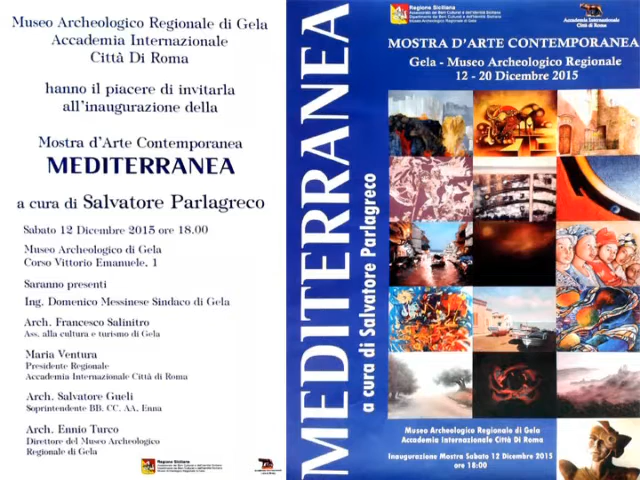 Museo Archeologico Regionale di Gela
Accademia Internazionale
Città Di Roma
hanno il piacere di invitarla
all'inaugurazione della
Mostra d'Arte Contemporanea
MEDITERRANEA
a cura di Salvatore Parlagreco
Sabato 12 Dicembre 2015 ore 18.00
Museo Archeologico di Gela
Corso Vittorio Emanuele, 1
Saranno presenti
Ing. Domenico Messinese Sindaco di Gela
Arch. Francesco Salinitro
Ass. alla cultura e turismo di Gela
Maria Ventura
Presidente Regionale
Accademia Internazionale Città di Roma
Arch. Salvatore Gueli
Soprintendente BB. CC. AA. Enna
Arch. Ennio Turco
Direttore del Museo Archeologico
Regionale di Gela
Regione Siciliana
MEDITERRANEA
a cura di Salvatore Parlagreco
Regione Siciliana
Accademia Internazionale
Città di Roma
MOSTRA D'ARTE CONTEMPORANEA
Gela - Museo Archeologico Regionale
12 - 20 Dicembre 2015
Museo Archeologico Regionale di Gela
Accademia Internazionale Città Di Roma
Inaugurazione Mostra Sabato 12 Dicembre 2015
ore 18:00